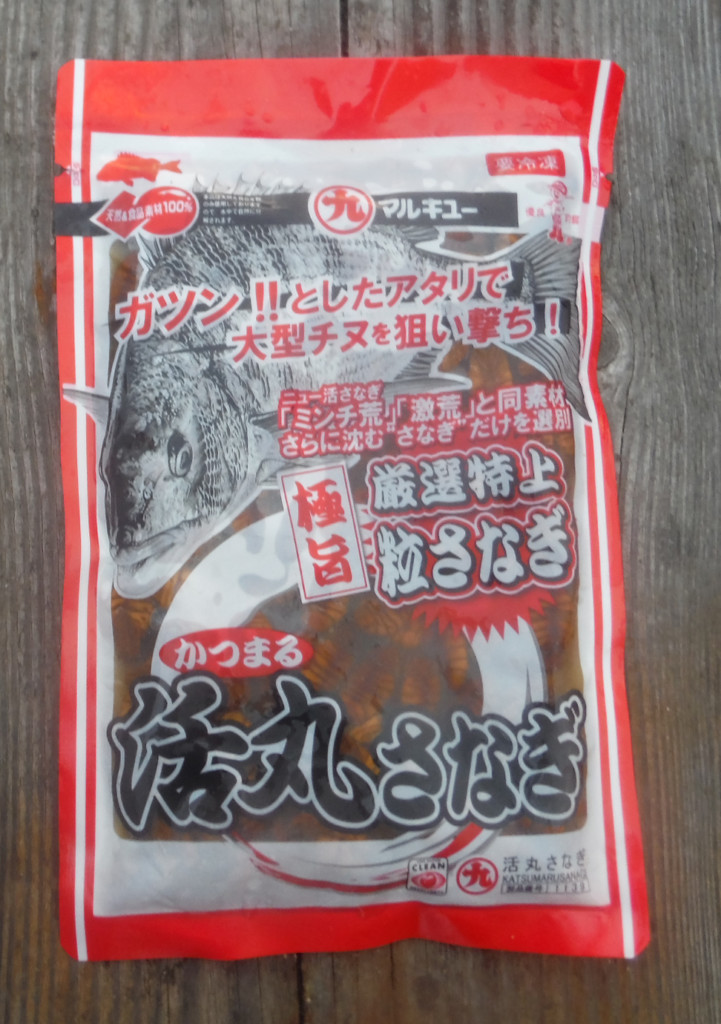 要冷凍
天然&食品素材100%
九 マルキュー
ガツン!!としたアタリで
大型チヌを狙い撃ち!
ニュー活さなぎ
「ミンチ荒」「激荒」と同素材
さらに沈む"さなぎ"だけを選別
極旨
厳選特上
粒さなぎ
かつまる
活丸さなぎ
CLEAN
九
活丸さなぎ
KATSUMARUSANAGI